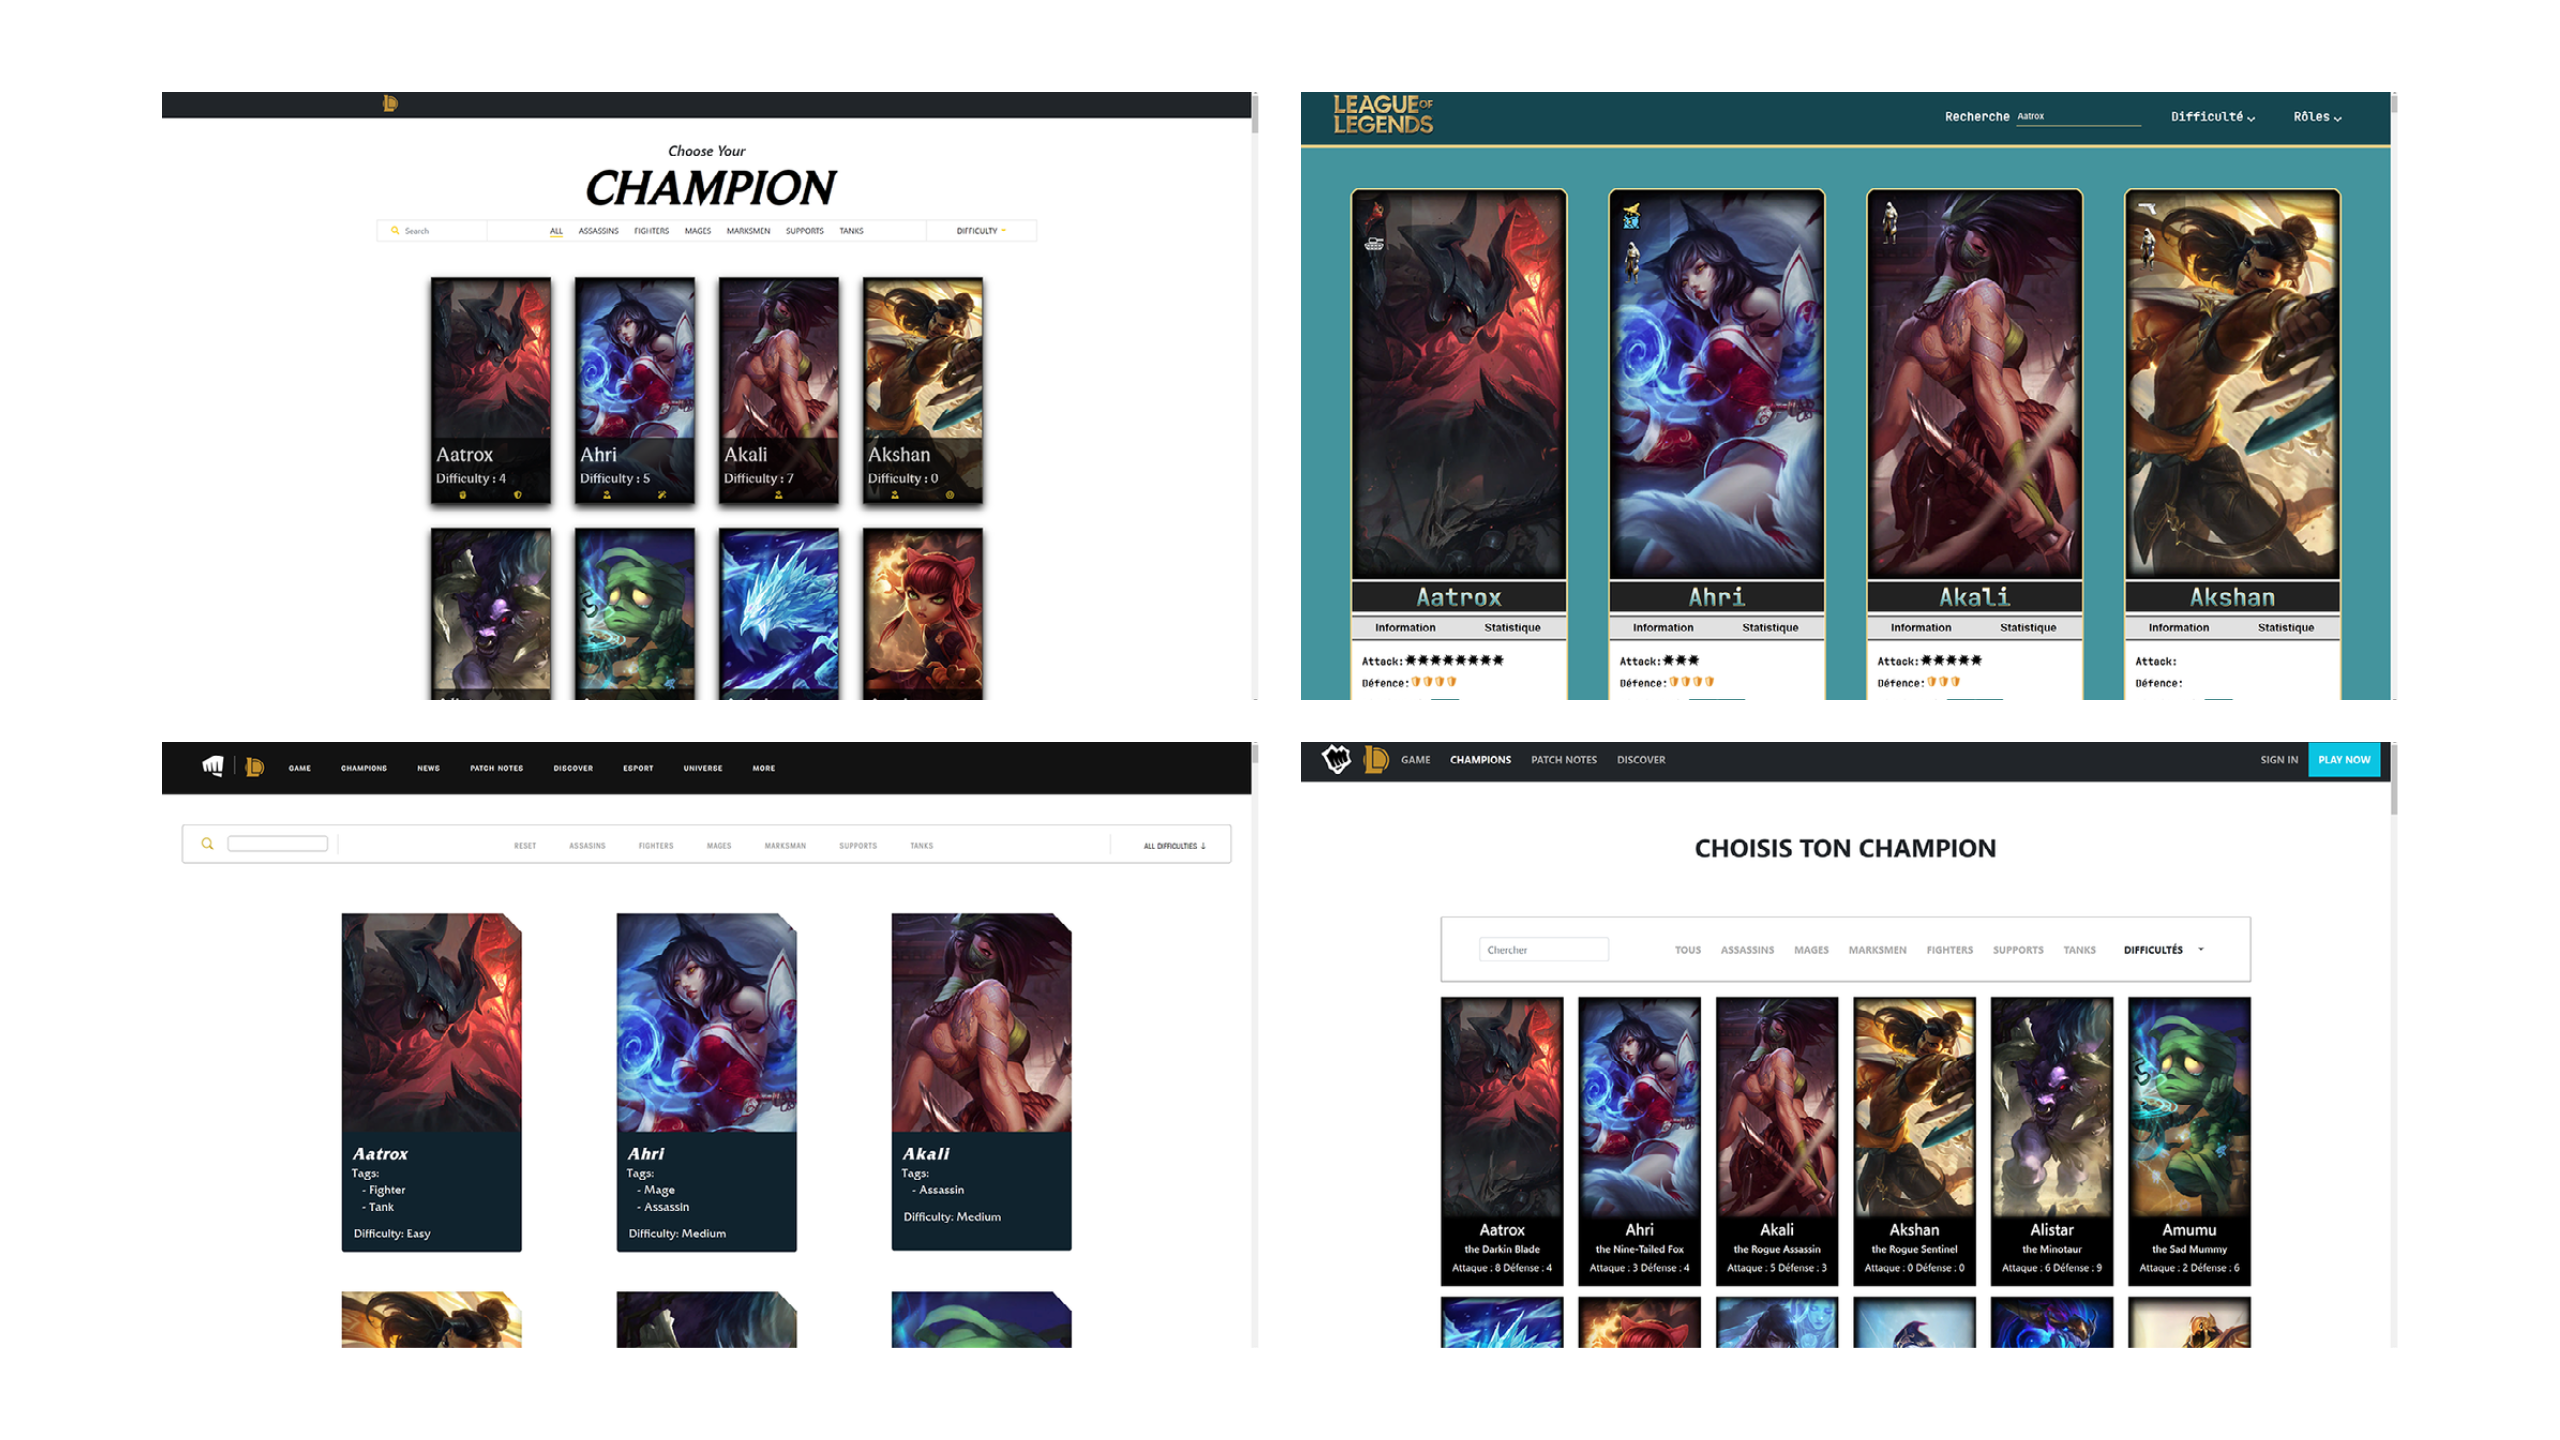 Choose Your
CHAMPION
Search ALL ASSASSINS FIGHTERS MAGES MARKSMEN SUPPORTS TANKS DIFFICULTY
Aatrox Ahri Akali Akshan
Difficulty : 4 Difficulty : 5 Difficulty : 7 Difficulty : 0
LEAGUE OF
LEGENDS
Recherche Aatrox Difficulté Rôles
Aatrox Ahri Akali Akshan
Information Statistique Information Statistique Information Statistique Information Statistique
Attack: Attack: Attack: Attack:
Défence: Défence: Défence: Défence:
GAME CHAMPIONS NEWS PATCH NOTES DISCOVER ESPORT UNIVERSE MORE
RESET ASSASINS FIGHTERS MAGES MARKSMAN SUPPORTS TANKS ALL DIFFICULTIES ↓
Aatrox Ahri Akali
Tags: Tags: Tags:
- Fighter - Mage - Assassin
- Tank - Assassin
Difficulty: Easy Difficulty: Medium Difficulty: Medium
GAME CHAMPIONS PATCH NOTES DISCOVER SIGN IN PLAY NOW
CHOISIS TON CHAMPION
Chercher TOUS ASSASSINS MAGES MARKSMEN FIGHTERS SUPPORTS TANKS DIFFICULTÉS
Aatrox Ahri Akali Akshan Alistar Amumu
the Darkin Blade the Nine-Tailed Fox the Rogue Assassin the Rogue Sentinel the Minotaur the Sad Mummy
Attaque : 8 Défense : 4 Attaque : 3 Défense : 4 Attaque : 5 Défense : 3 Attaque : 0 Défense : 0 Attaque : 6 Défense : 9 Attaque : 2 Défense : 6